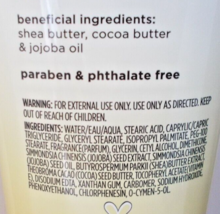 beneficial ingredients:
shea butter, cocoa butter
& jojoba oil
paraben & phthalate free
WARNING: FOR EXTERNAL USE ONLY. USE ONLY AS DIRECTED. KEEP
OUT OF REACH OF CHILDREN.
INGREDIENTS: WATER/EAU/AQUA, STEARIC ACID, CAPRYLIC/CAPRIC
TRIGLYCERIDE, GLYCERYL STEARATE, ISOPROPYL PALMITATE, PEG-100
STEARATE, FRAGRANCE (PARFUM), GLYCERIN, CETYL ALCOHOL, DIMETHICONE,
SIMMONDSIA CHINENSIS (JOJOBA) SEED EXTRACT, SIMMONDSIA CHINENSIS
(JOJOBA) SEED OIL, BUTYROSPERMUM PARKII (SHEA BUTTER) EXTRACT,
THEOBROMA CACAO (COCOA) SEED BUTTER, TOCOPHERYL ACETATE (VITAMIN
E), DISODIUM EDTA, XANTHAN GUM, CARBOMER, SODIUM HYDROXIDE,
PHENOXYETHANOL, CHLORPHENESIN, O-CYMEN-5-OL.